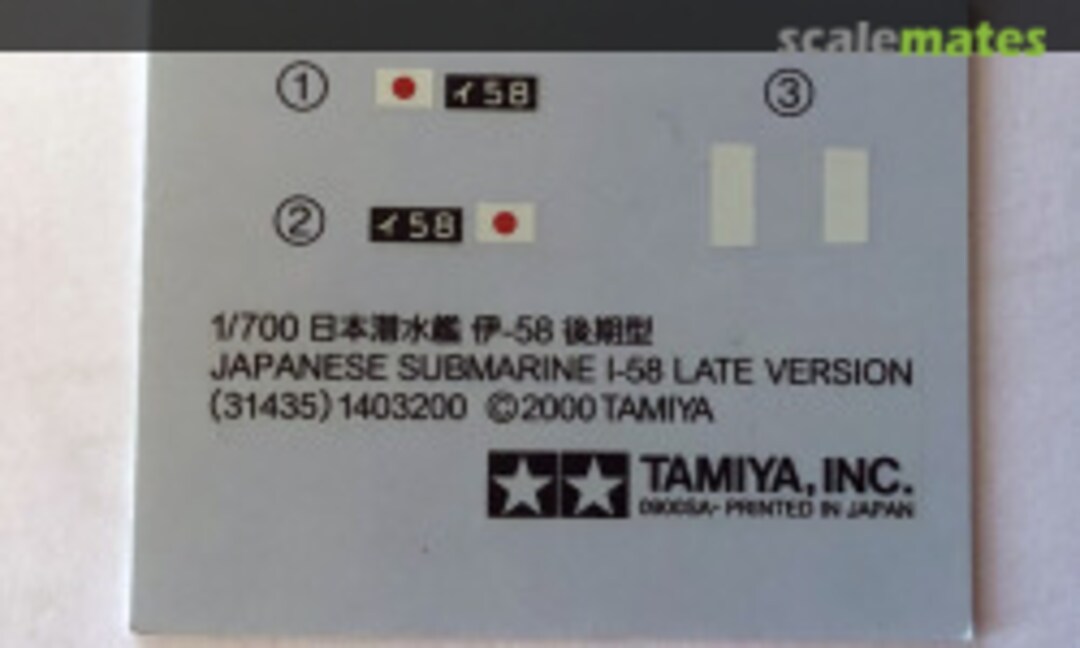 scalemates
① イ58 ③
② イ58
1/700 日本潜水艦 伊-58 後期型
JAPANESE SUBMARINE I-58 LATE VERSION
(31435) 1403200 ©2000 TAMIYA
TAMIYA, INC.
PRINTED IN JAPAN